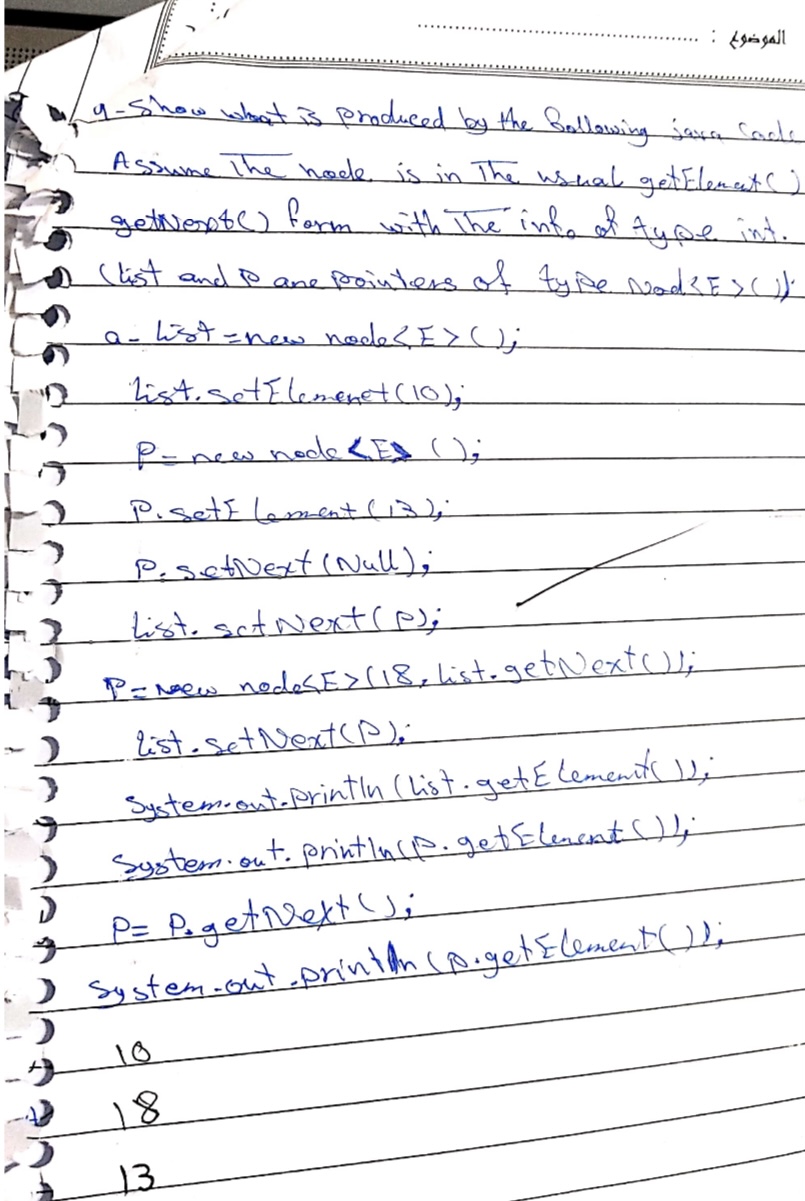 الموضوع :
9- Show what is produced by the following java code
Assume The node is in The usual getElemat()
getNext() form with The info of type int.
(list and P are pointers of type Nod<E>();
a- List = new node<E>();
list.setElemenet(10);
P = new node <E> ();
P. setElement (13);
P. setNext (Null);
list. setNext (P);
P = new node<E>(18, list.getNext());
list.setNext(P);
System.out.println (list.getElement());
System.out.println(P.getElement());
P = P.getNext();
System.out.println (P.getElement());
10
18
13